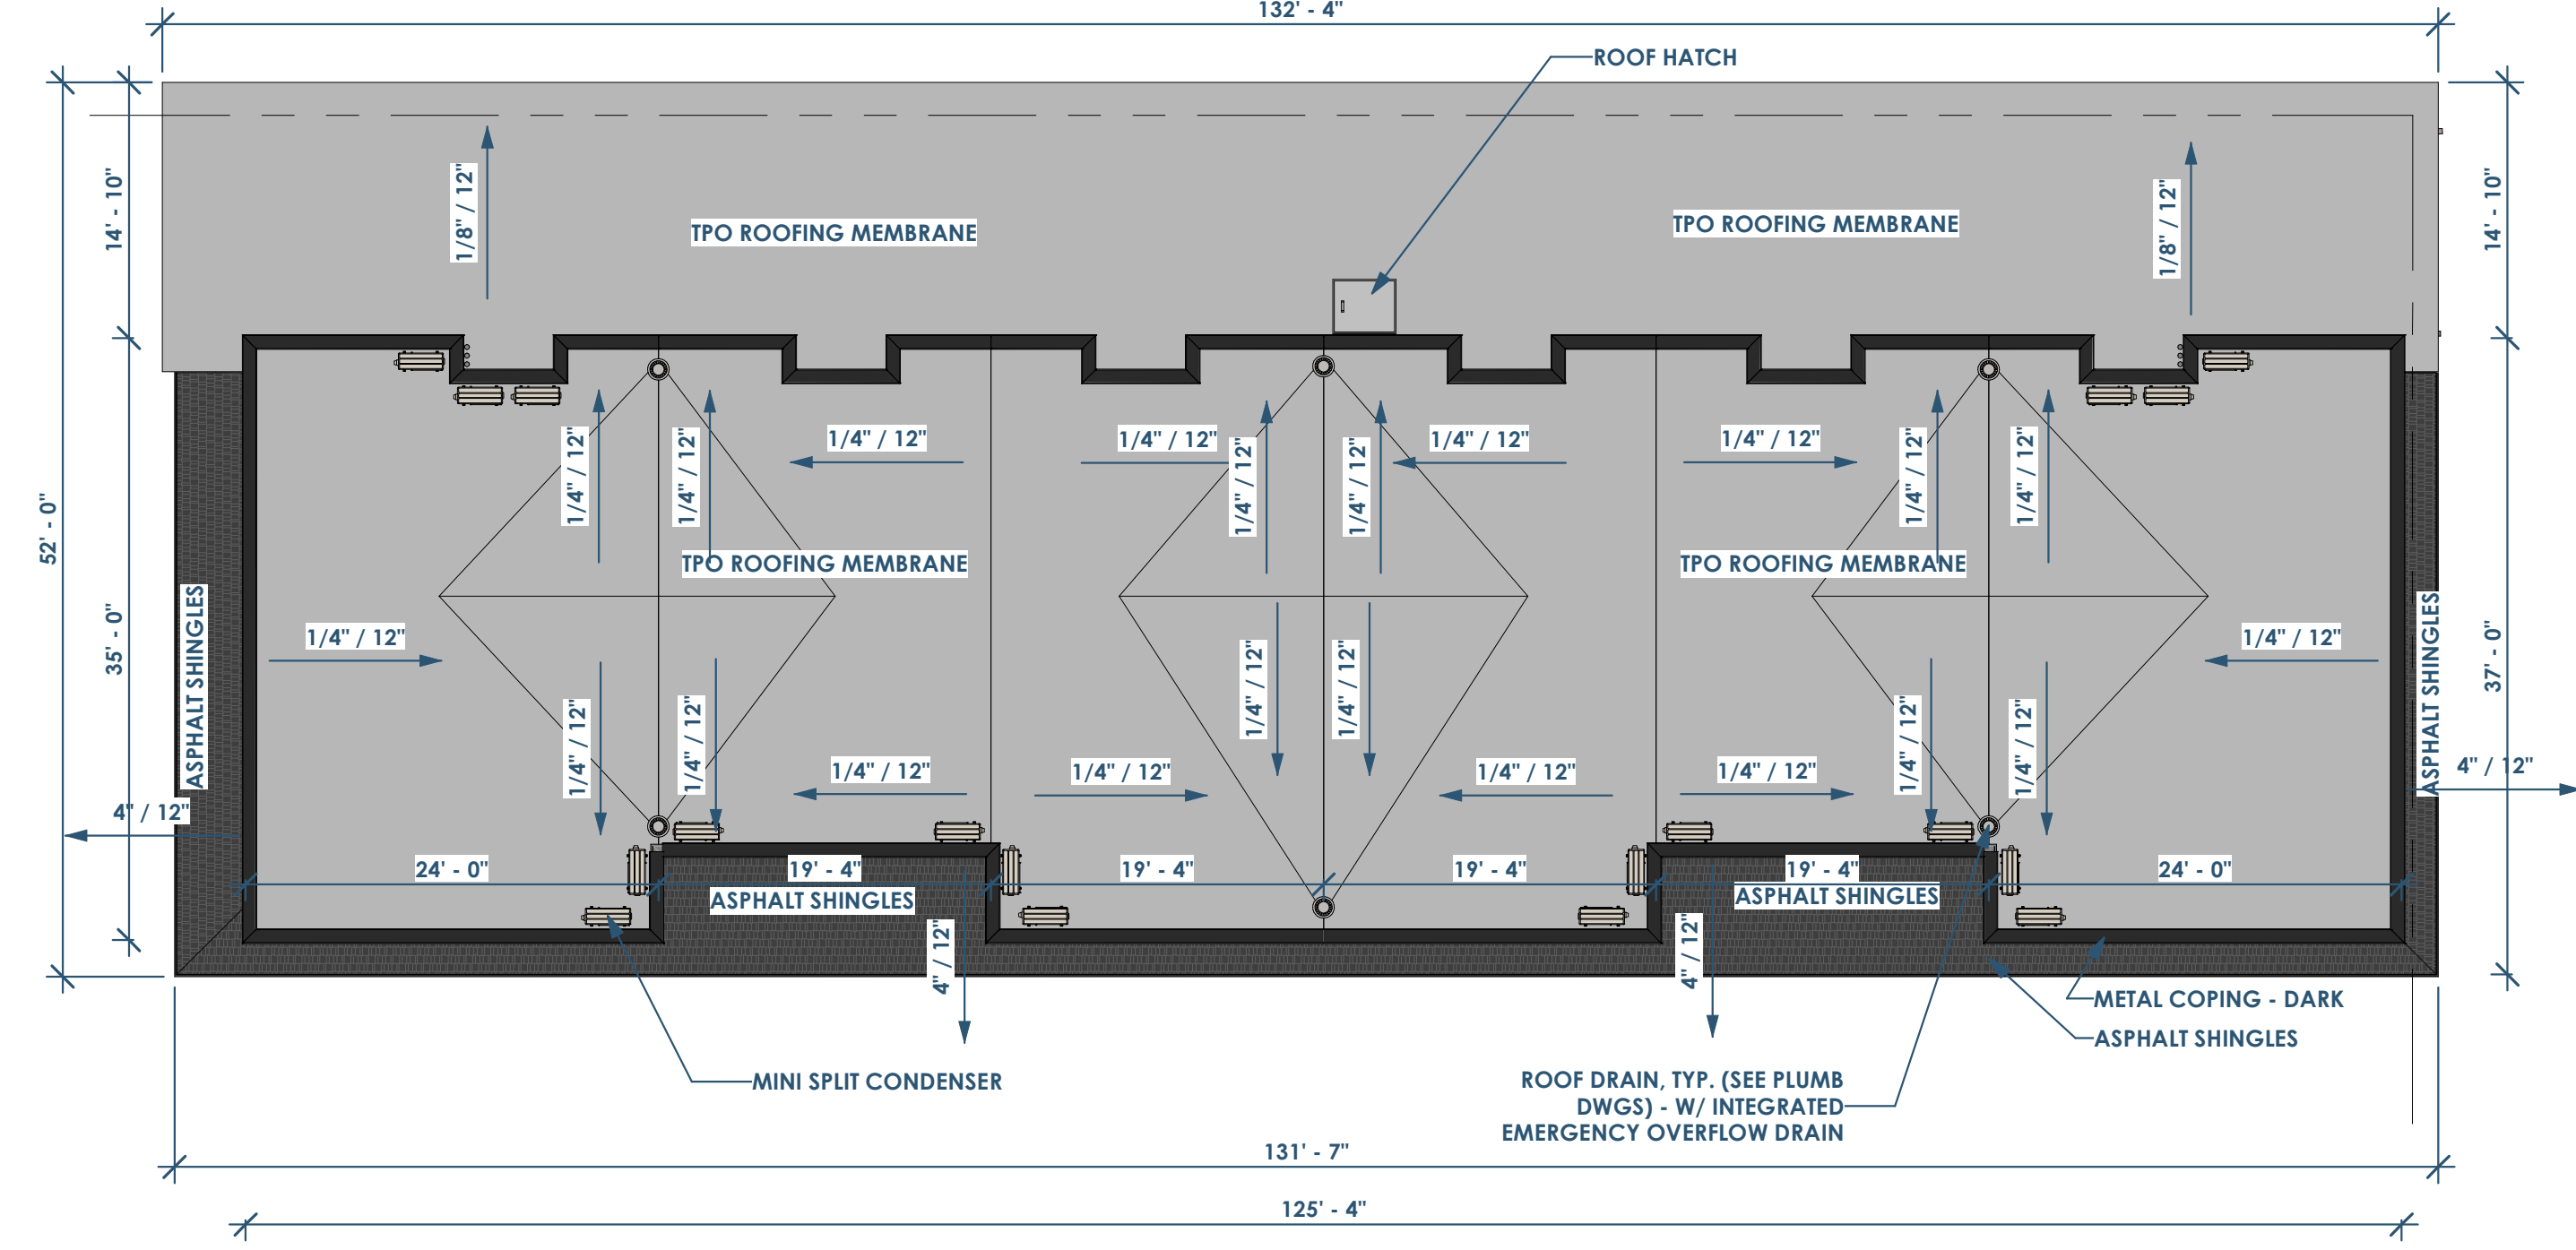 132' - 4"
ROOF HATCH
14' - 10"
1/8" / 12"
TPO ROOFING MEMBRANE
TPO ROOFING MEMBRANE
1/8" / 12"
14' - 10"
52' - 0"
35' - 0"
37' - 0"
1/4" / 12"
1/4" / 12"
1/4" / 12"
1/4" / 12"
1/4" / 12"
1/4" / 12"
1/4" / 12"
1/4" / 12"
1/4" / 12"
1/4" / 12"
TPO ROOFING MEMBRANE
TPO ROOFING MEMBRANE
ASPHALT SHINGLES
1/4" / 12"
1/4" / 12"
1/4" / 12"
1/4" / 12"
1/4" / 12"
1/4" / 12"
1/4" / 12"
1/4" / 12"
ASPHALT SHINGLES
1/4" / 12"
1/4" / 12"
1/4" / 12"
1/4" / 12"
4" / 12"
4" / 12"
24' - 0"
19' - 4"
19' - 4"
19' - 4"
19' - 4"
24' - 0"
ASPHALT SHINGLES
ASPHALT SHINGLES
4" / 12"
4" / 12"
METAL COPING - DARK
ASPHALT SHINGLES
MINI SPLIT CONDENSER
ROOF DRAIN, TYP. (SEE PLUMB
DWGS) - W/ INTEGRATED
EMERGENCY OVERFLOW DRAIN
131' - 7"
125' - 4"